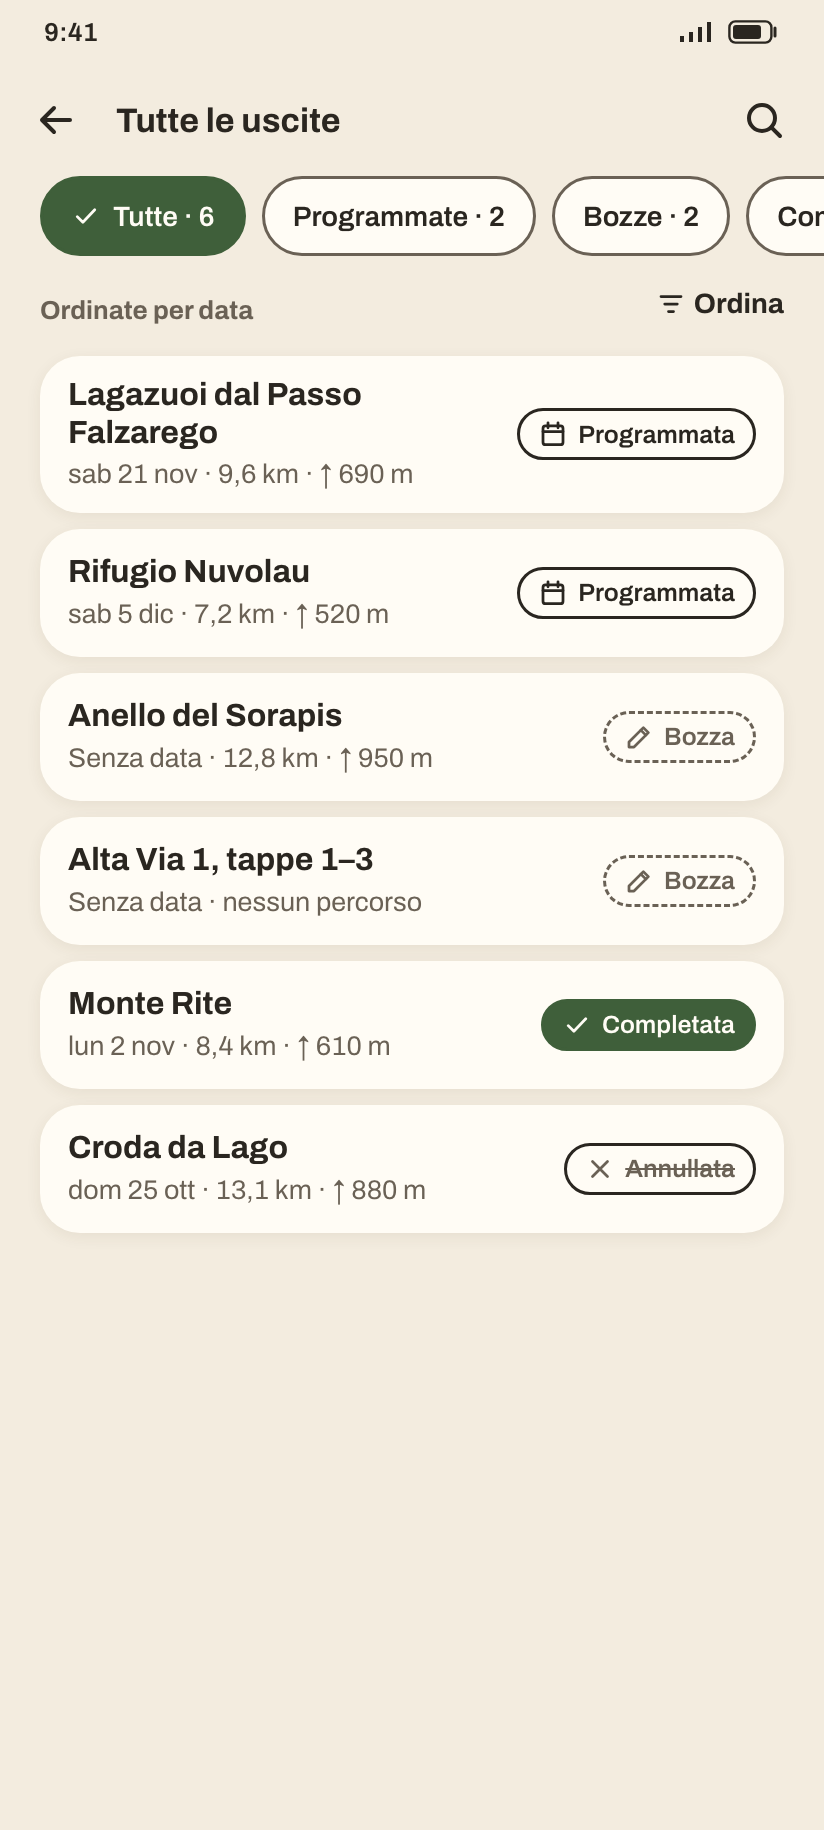 9:41
Tutte le uscite
Tutte · 6
Programmate · 2
Bozze · 2
Ordinate per data
Ordina
Lagazuoi dal Passo
Falzarego
sab 21 nov · 9,6 km · ↑ 690 m
Programmata
Rifugio Nuvolau
sab 5 dic · 7,2 km · ↑ 520 m
Programmata
Anello del Sorapis
Senza data · 12,8 km · ↑ 950 m
Bozza
Alta Via 1, tappe 1–3
Senza data · nessun percorso
Bozza
Monte Rite
lun 2 nov · 8,4 km · ↑ 610 m
Completata
Croda da Lago
dom 25 ott · 13,1 km · ↑ 880 m
Annullata